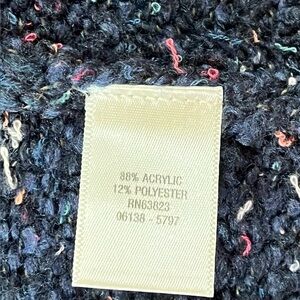 88% ACRYLIC
12% POLYESTER
RN63823
06138 - 5797